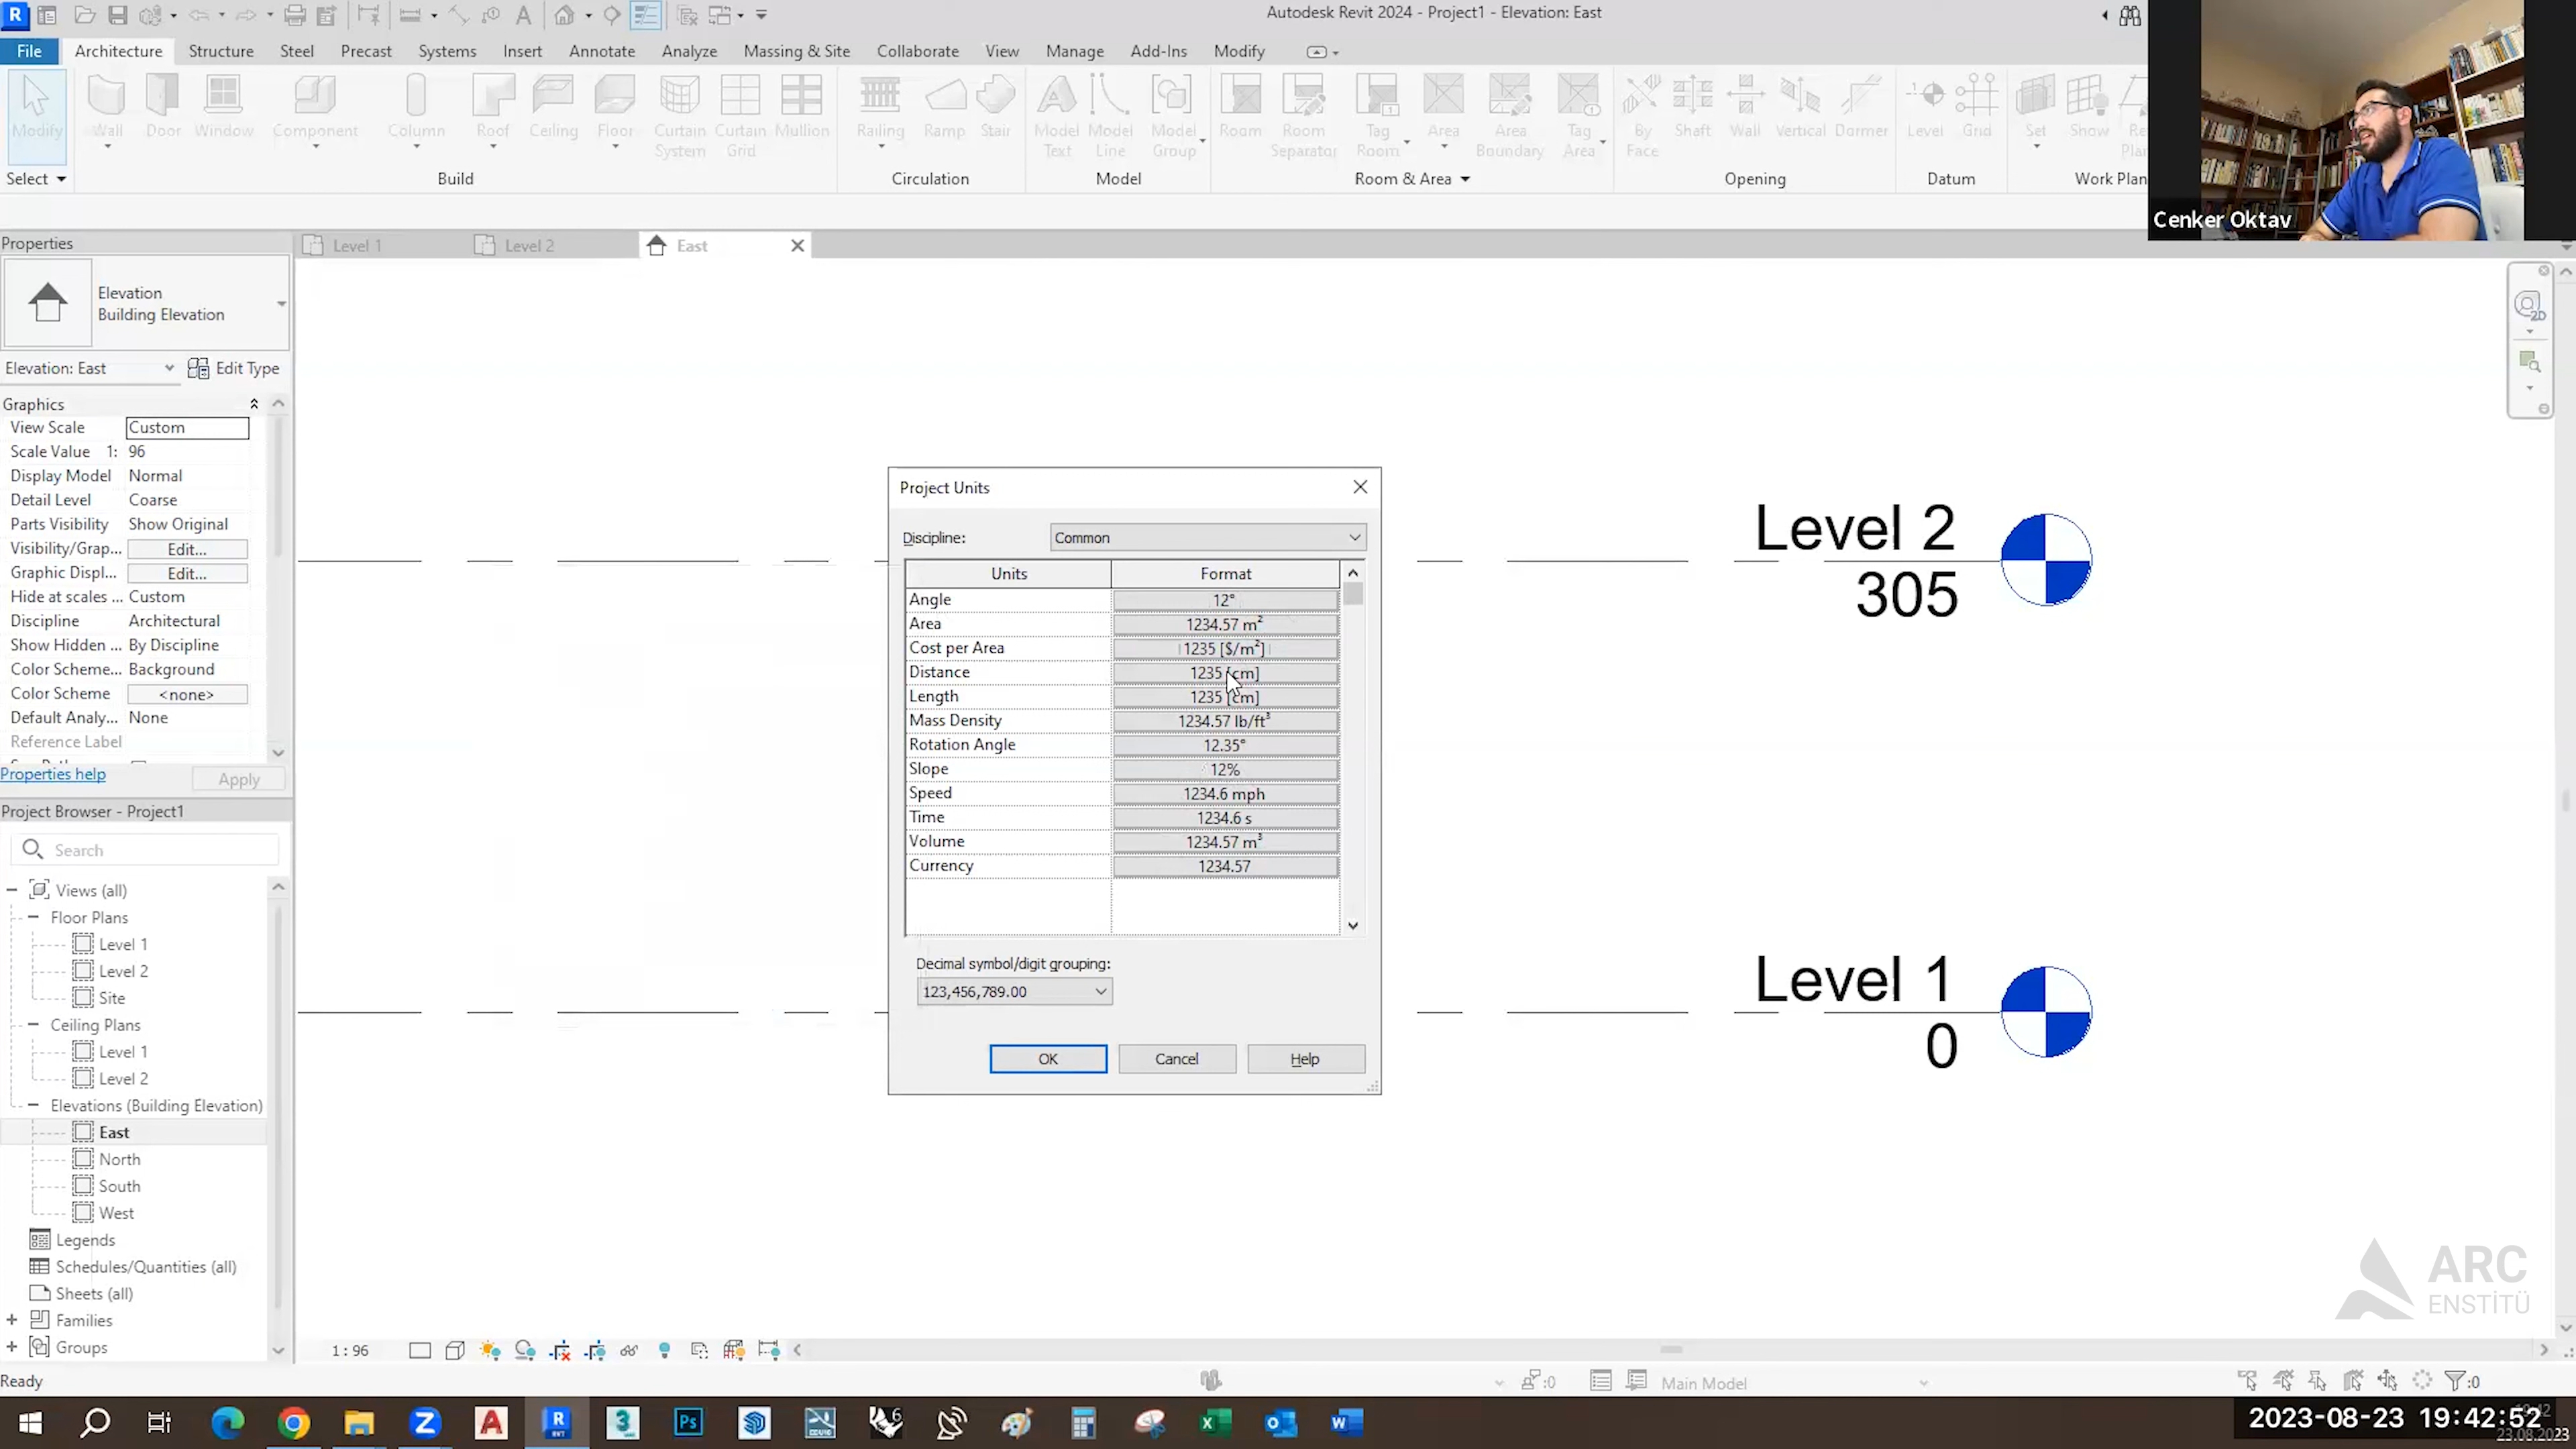 Autodesk Revit 2024 - Project1 - Elevation: East
File Architecture Structure Steel Precast Systems Insert Annotate Analyze Massing & Site Collaborate View Manage Add-Ins Modify
Modify Wall Door Window Component Column Roof Ceiling Floor Curtain System Curtain Grid Mullion Railing Ramp Stair Model Text Model Line Model Group Room Room Separator Tag Room Area Area Boundary Tag Area By Face Shaft Wall Vertical Dormer Level Grid Set Show
Select Build Circulation Model Room & Area Opening Datum Work Plan
Cenker Oktav
Properties
Level 1 Level 2 East
Elevation
Building Elevation
Elevation: East Edit Type
Graphics
View Scale Custom
Scale Value 1: 96
Display Model Normal
Detail Level Coarse
Parts Visibility Show Original
Visibility/Grap... Edit...
Graphic Displ... Edit...
Hide at scales ... Custom
Discipline Architectural
Show Hidden ... By Discipline
Color Scheme... Background
Color Scheme <none>
Default Analy... None
Reference Label
Properties help Apply
Project Browser - Project1
Search
Views (all)
Floor Plans
Level 1
Level 2
Site
Ceiling Plans
Level 1
Level 2
Elevations (Building Elevation)
East
North
South
West
Legends
Schedules/Quantities (all)
Sheets (all)
Families
Groups
Project Units
Discipline: Common
Units Format
Angle 12°
Area 1234.57 m²
Cost per Area 1235 [$/m²]
Distance 1235 [cm]
Length 1235 [cm]
Mass Density 1234.57 lb/ft³
Rotation Angle 12.35°
Slope 12%
Speed 1234.6 mph
Time 1234.6 s
Volume 1234.57 m³
Currency 1234.57
Decimal symbol/digit grouping:
123,456,789.00
OK Cancel Help
Level 2
305
Level 1
0
ARC
ENSTİTÜ
1 : 96
Ready
:0 Main Model :0
2023-08-23 19:42:52
23.08.2023